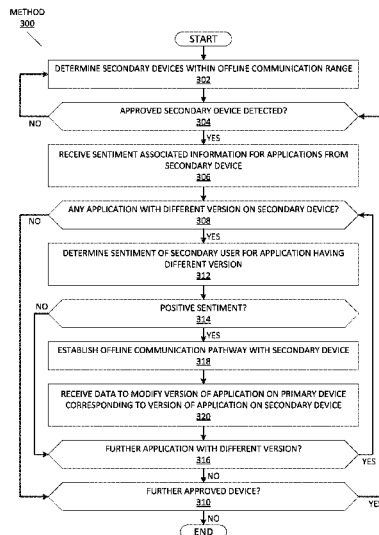 METHOD
300
START
DETERMINE SECONDARY DEVICES WITHIN OFFLINE COMMUNICATION RANGE
302
APPROVED SECONDARY DEVICE DETECTED?
304
NO
YES
RECEIVE SENTIMENT ASSOCIATED INFORMATION FOR APPLICATIONS FROM
SECONDARY DEVICE
306
ANY APPLICATION WITH DIFFERENT VERSION ON SECONDARY DEVICE?
308
NO
YES
DETERMINE SENTIMENT OF SECONDARY USER FOR APPLICATION HAVING
DIFFERENT VERSION
312
NO
POSITIVE SENTIMENT?
314
YES
ESTABLISH OFFLINE COMMUNICATION PATHWAY WITH SECONDARY DEVICE
318
RECEIVE DATA TO MODIFY VERSION OF APPLICATION ON PRIMARY DEVICE
CORRESPONDING TO VERSION OF APPLICATION ON SECONDARY DEVICE
320
FURTHER APPLICATION WITH DIFFERENT VERSION?
316
YES
NO
FURTHER APPROVED DEVICE?
310
YES
NO
END